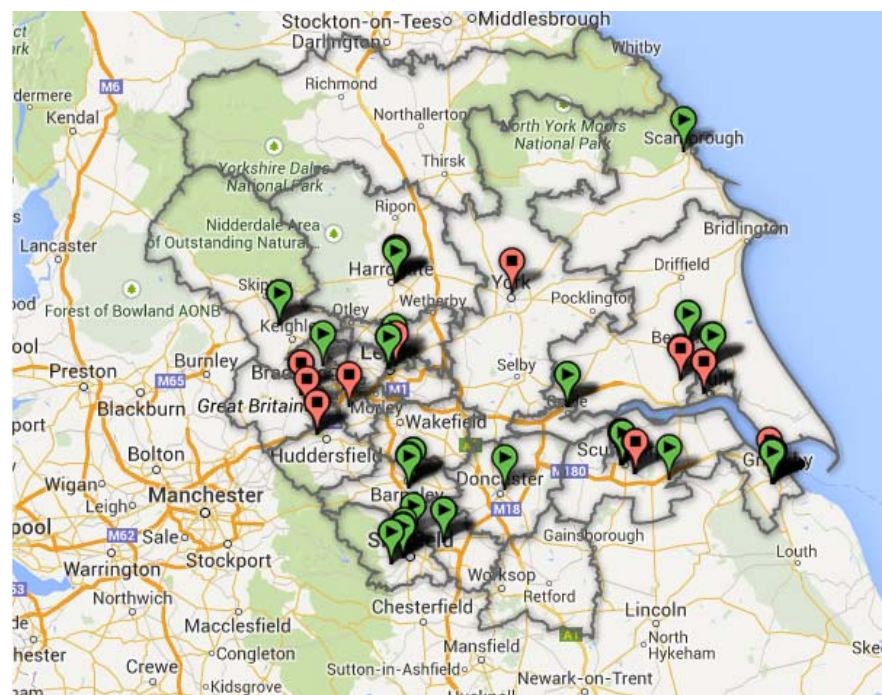 Stockton-on-Tees
Middlesbrough
Darlington
Whitby
Richmond
M6
Kendal
Northallerton
North York Moors
National Park
Scarborough
Thirsk
Yorkshire Dales
National Park
Ripon
Nidderdale Area
of Outstanding Natural...
Bridlington
Lancaster
Driffield
Harrogate
York
Wetherby
Pocklington
Forest of Bowland AONB
Otley
Selby
Burnley
Preston
M65
M1
Blackburn
Great Britain
Morley
Wakefield
Huddersfield
Bolton
M180
Wigan
Leigh
Manchester
Barnsley
Doncaster
M18
M62
Sale
Gainsborough
Stockport
Warrington
Louth
Worksop
Retford
Northwich
Chesterfield
Lincoln
Macclesfield
Congleton
Mansfield
A1
North
Hykeham
Crewe
Sutton-in-Ashfield
Kidsgrove
Newark-on-Trent